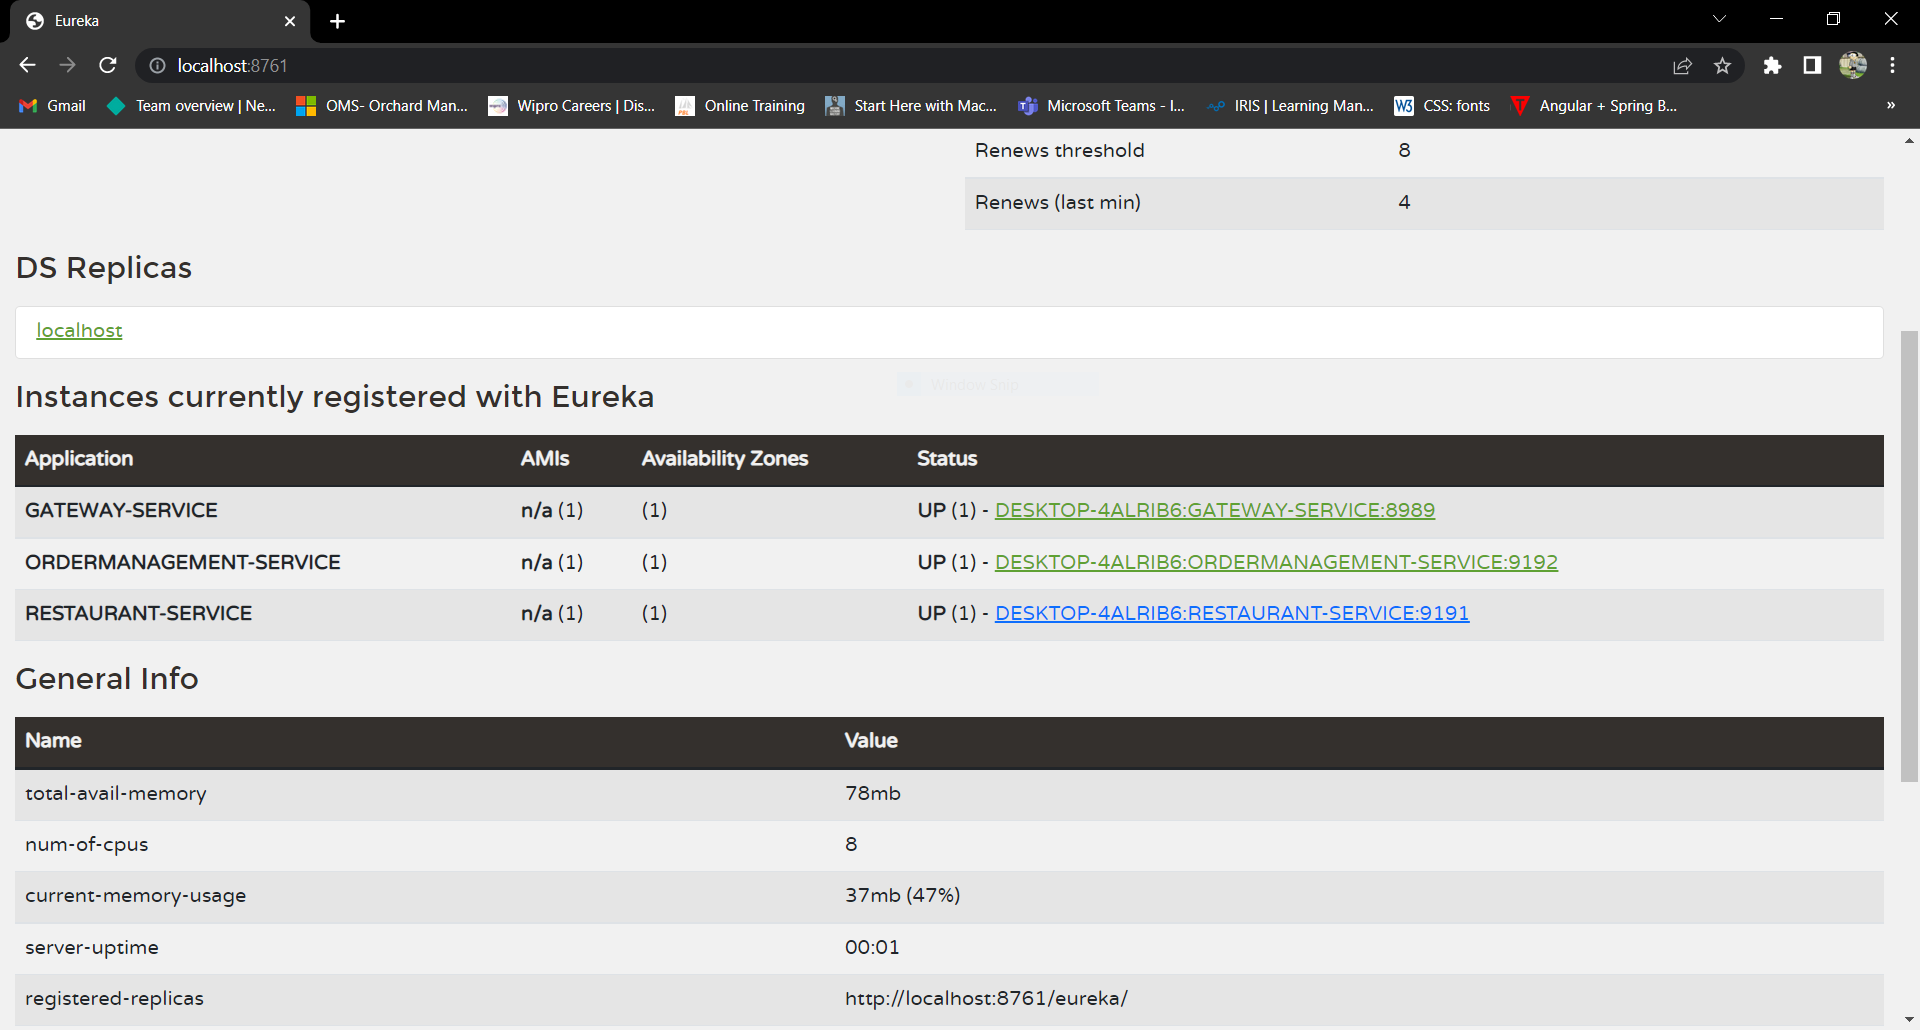 Eureka
localhost:8761
Gmail
Team overview | Ne...
OMS- Orchard Man...
Wipro Careers | Dis...
Online Training
Start Here with Mac...
Microsoft Teams - I...
IRIS | Learning Man...
W3 CSS: fonts
Angular + Spring B...
»
Renews threshold 8
Renews (last min) 4
DS Replicas
localhost
Window Snip
Instances currently registered with Eureka
Application AMIs Availability Zones Status
GATEWAY-SERVICE n/a (1) (1) UP (1) - DESKTOP-4ALRIB6:GATEWAY-SERVICE:8989
ORDERMANAGEMENT-SERVICE n/a (1) (1) UP (1) - DESKTOP-4ALRIB6:ORDERMANAGEMENT-SERVICE:9192
RESTAURANT-SERVICE n/a (1) (1) UP (1) - DESKTOP-4ALRIB6:RESTAURANT-SERVICE:9191
General Info
Name Value
total-avail-memory 78mb
num-of-cpus 8
current-memory-usage 37mb (47%)
server-uptime 00:01
registered-replicas http://localhost:8761/eureka/